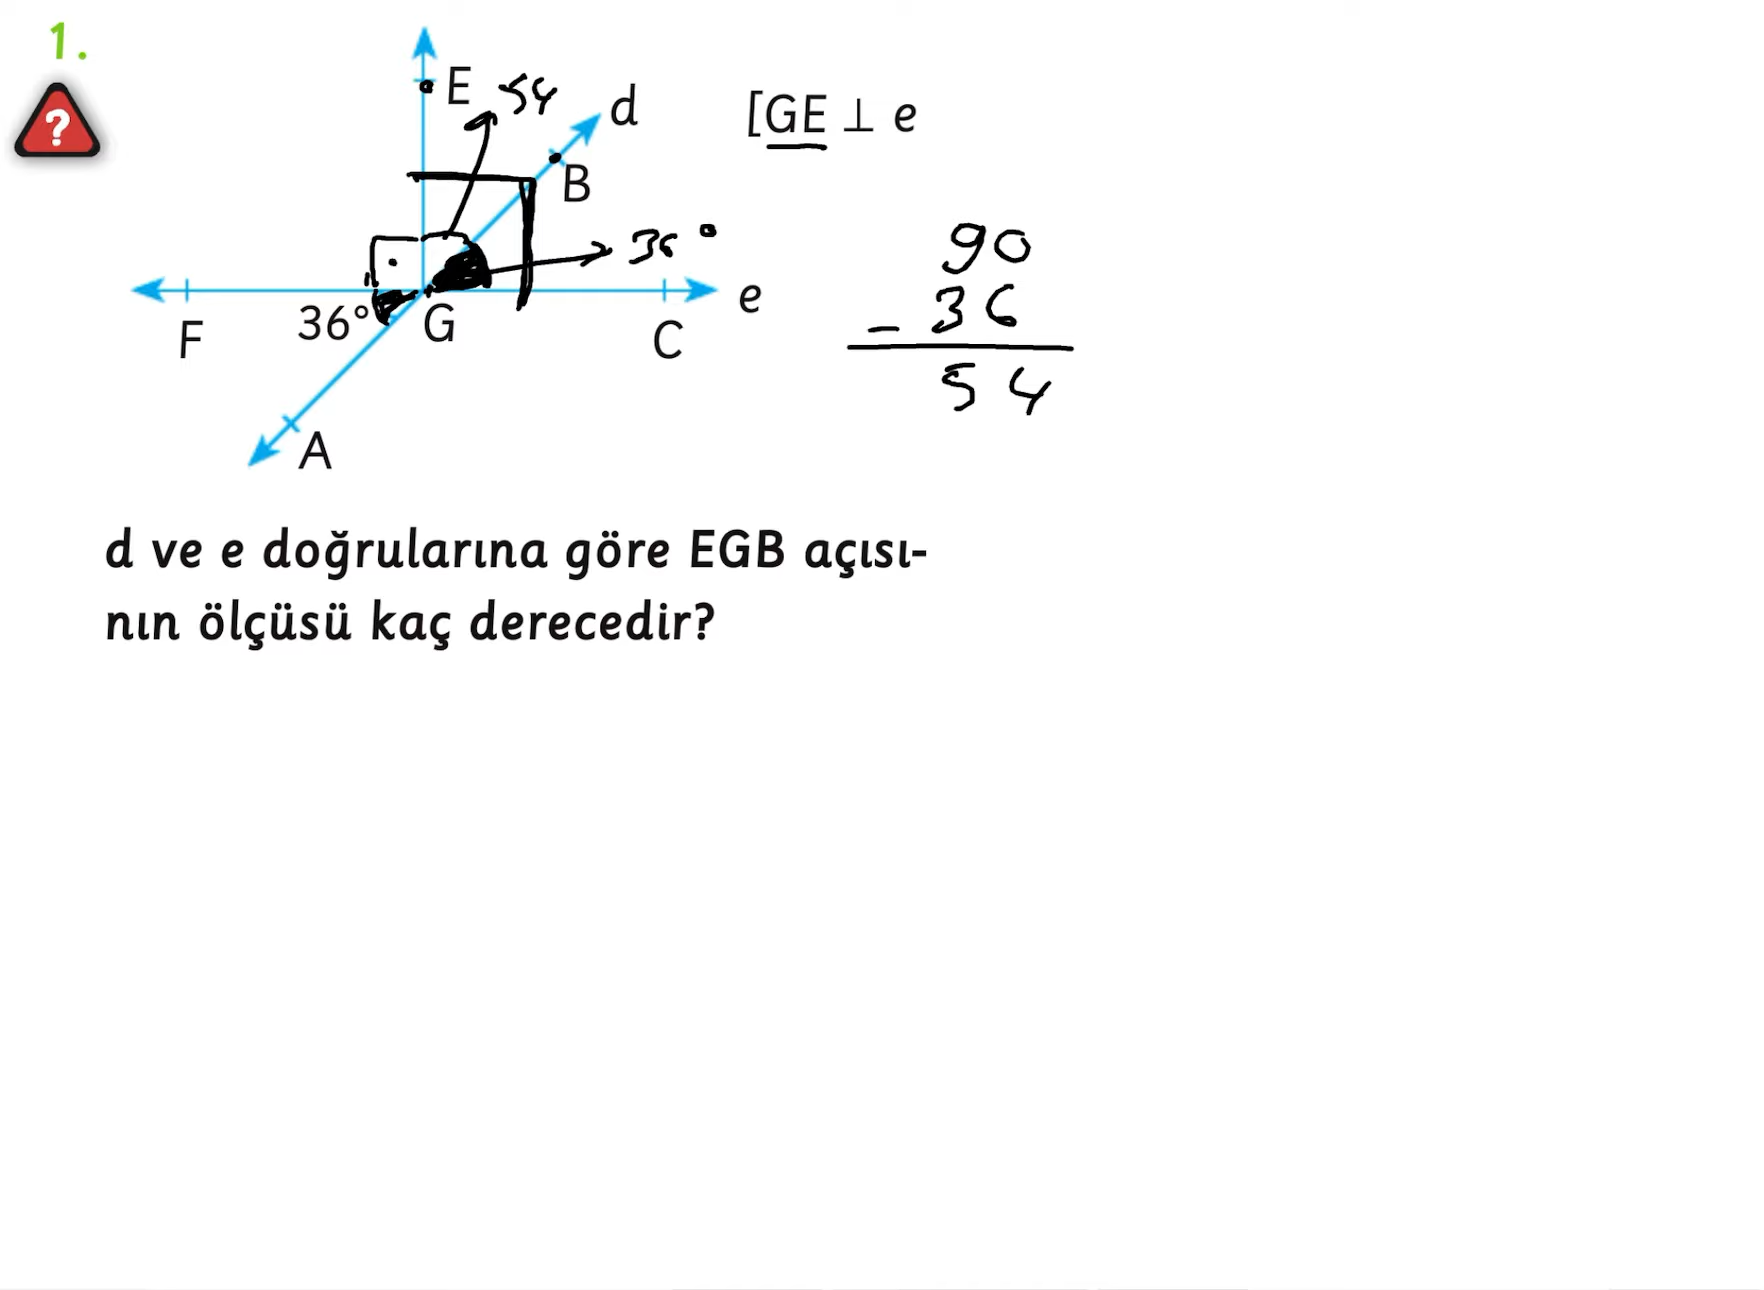 1.
?
E 54
d
[GE ⊥ e
B
36°
90
e
36° G
- 36
F
C
54
A
d ve e doğrularına göre EGB açısı-
nın ölçüsü kaç derecedir?